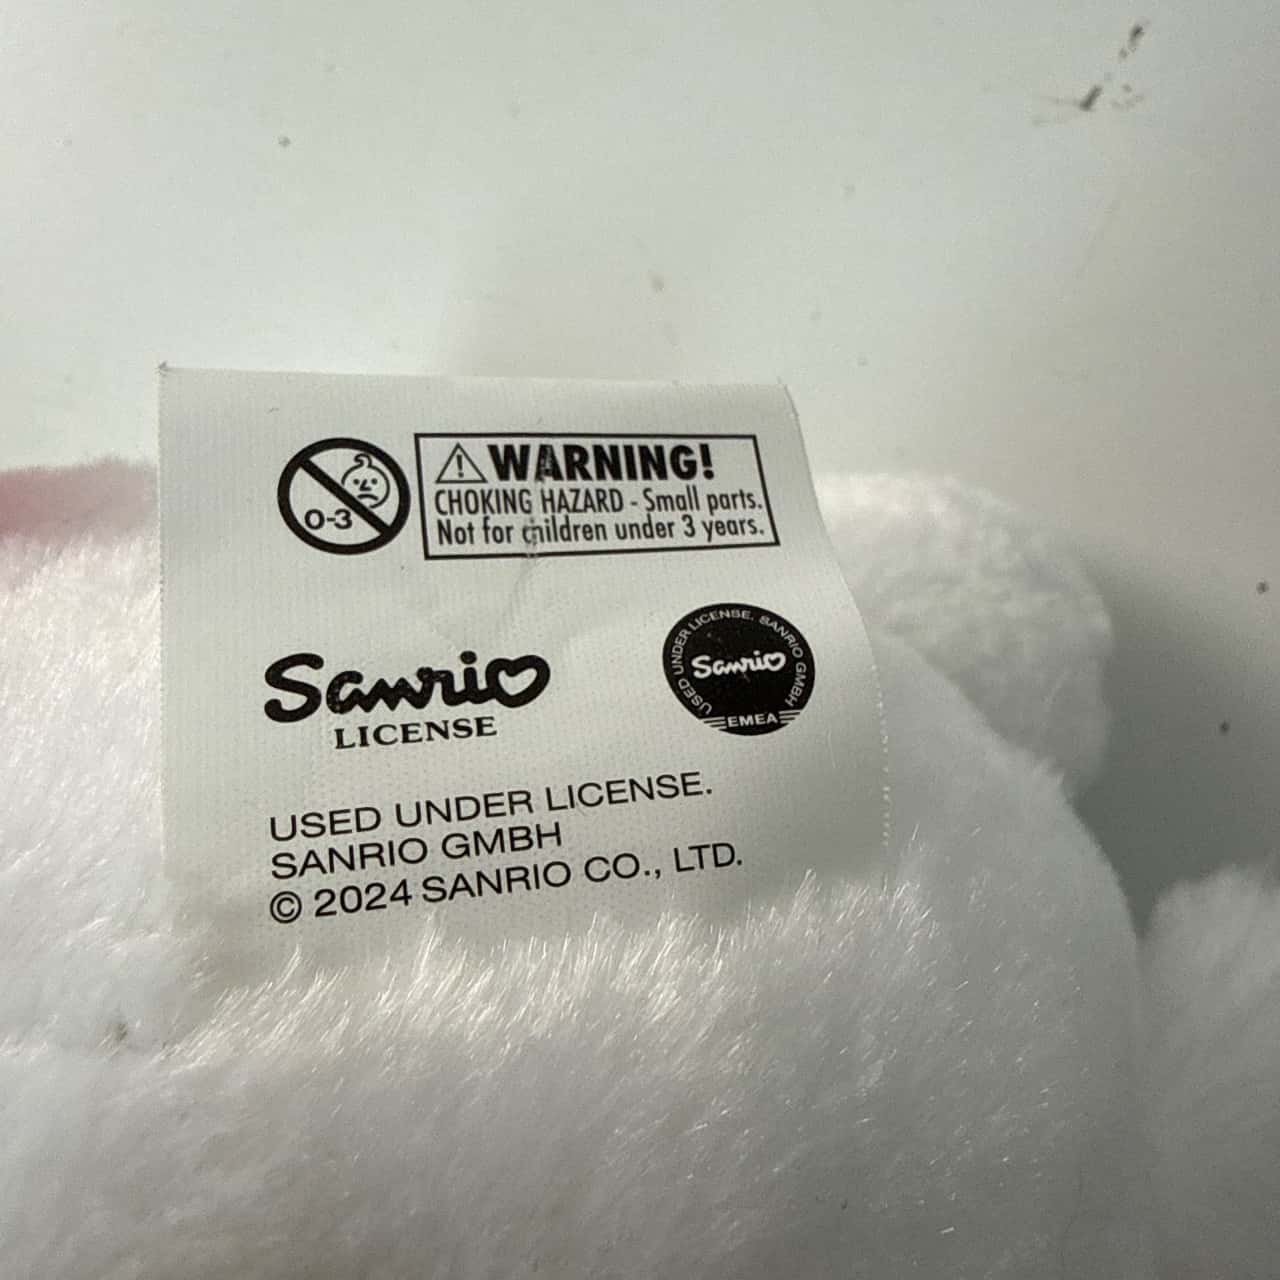 0-3
WARNING!
CHOKING HAZARD - Small parts.
Not for children under 3 years.
Sanrio
LICENSE
USED UNDER LICENSE. SANRIO GMBH
Sanrio
EMEA
USED UNDER LICENSE.
SANRIO GMBH
© 2024 SANRIO CO., LTD.